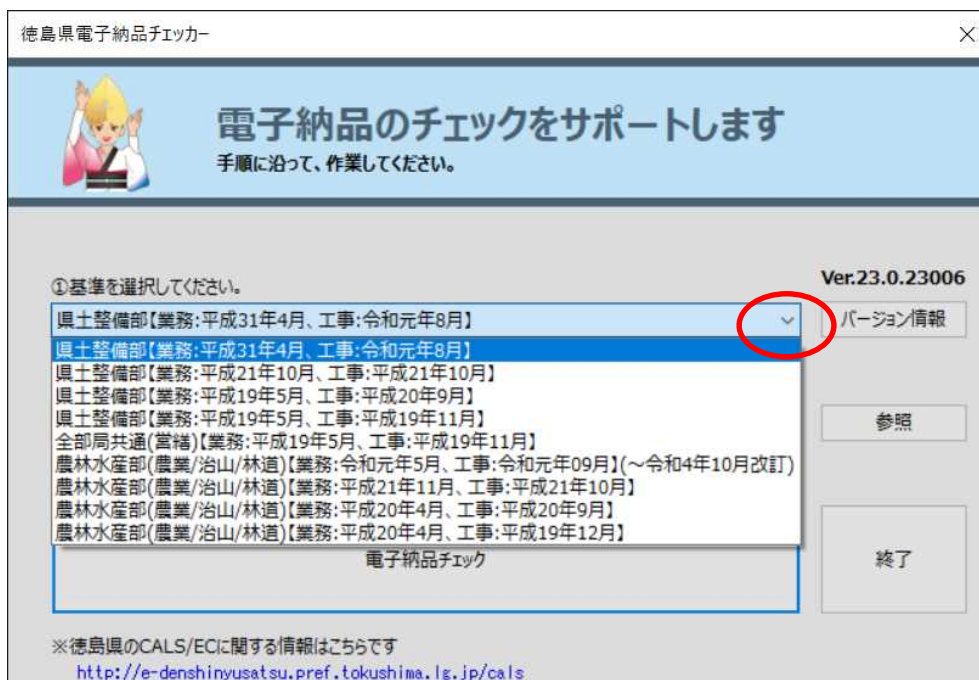 徳島県電子納品チェッカー
電子納品のチェックをサポートします
手順に沿って、作業してください。
①基準を選択してください。
Ver.23.0.23006
県土整備部【業務:平成31年4月、工事:令和元年8月】
バージョン情報
県土整備部【業務:平成31年4月、工事:令和元年8月】
県土整備部【業務:平成21年10月、工事:平成21年10月】
県土整備部【業務:平成19年5月、工事:平成20年9月】
県土整備部【業務:平成19年5月、工事:平成19年11月】
全部局共通(営繕)【業務:平成19年5月、工事:平成19年11月】
農林水産部(農業/治山/林道)【業務:令和元年5月、工事:令和元年09月】(～令和4年10月改訂)
農林水産部(農業/治山/林道)【業務:平成21年11月、工事:平成21年10月】
農林水産部(農業/治山/林道)【業務:平成20年4月、工事:平成20年9月】
農林水産部(農業/治山/林道)【業務:平成20年4月、工事:平成19年12月】
参照
電子納品チェック
終了
※徳島県のCALS/ECに関する情報はこちらです
http://e-denshinyusatsu.pref.tokushima.lg.jp/cals